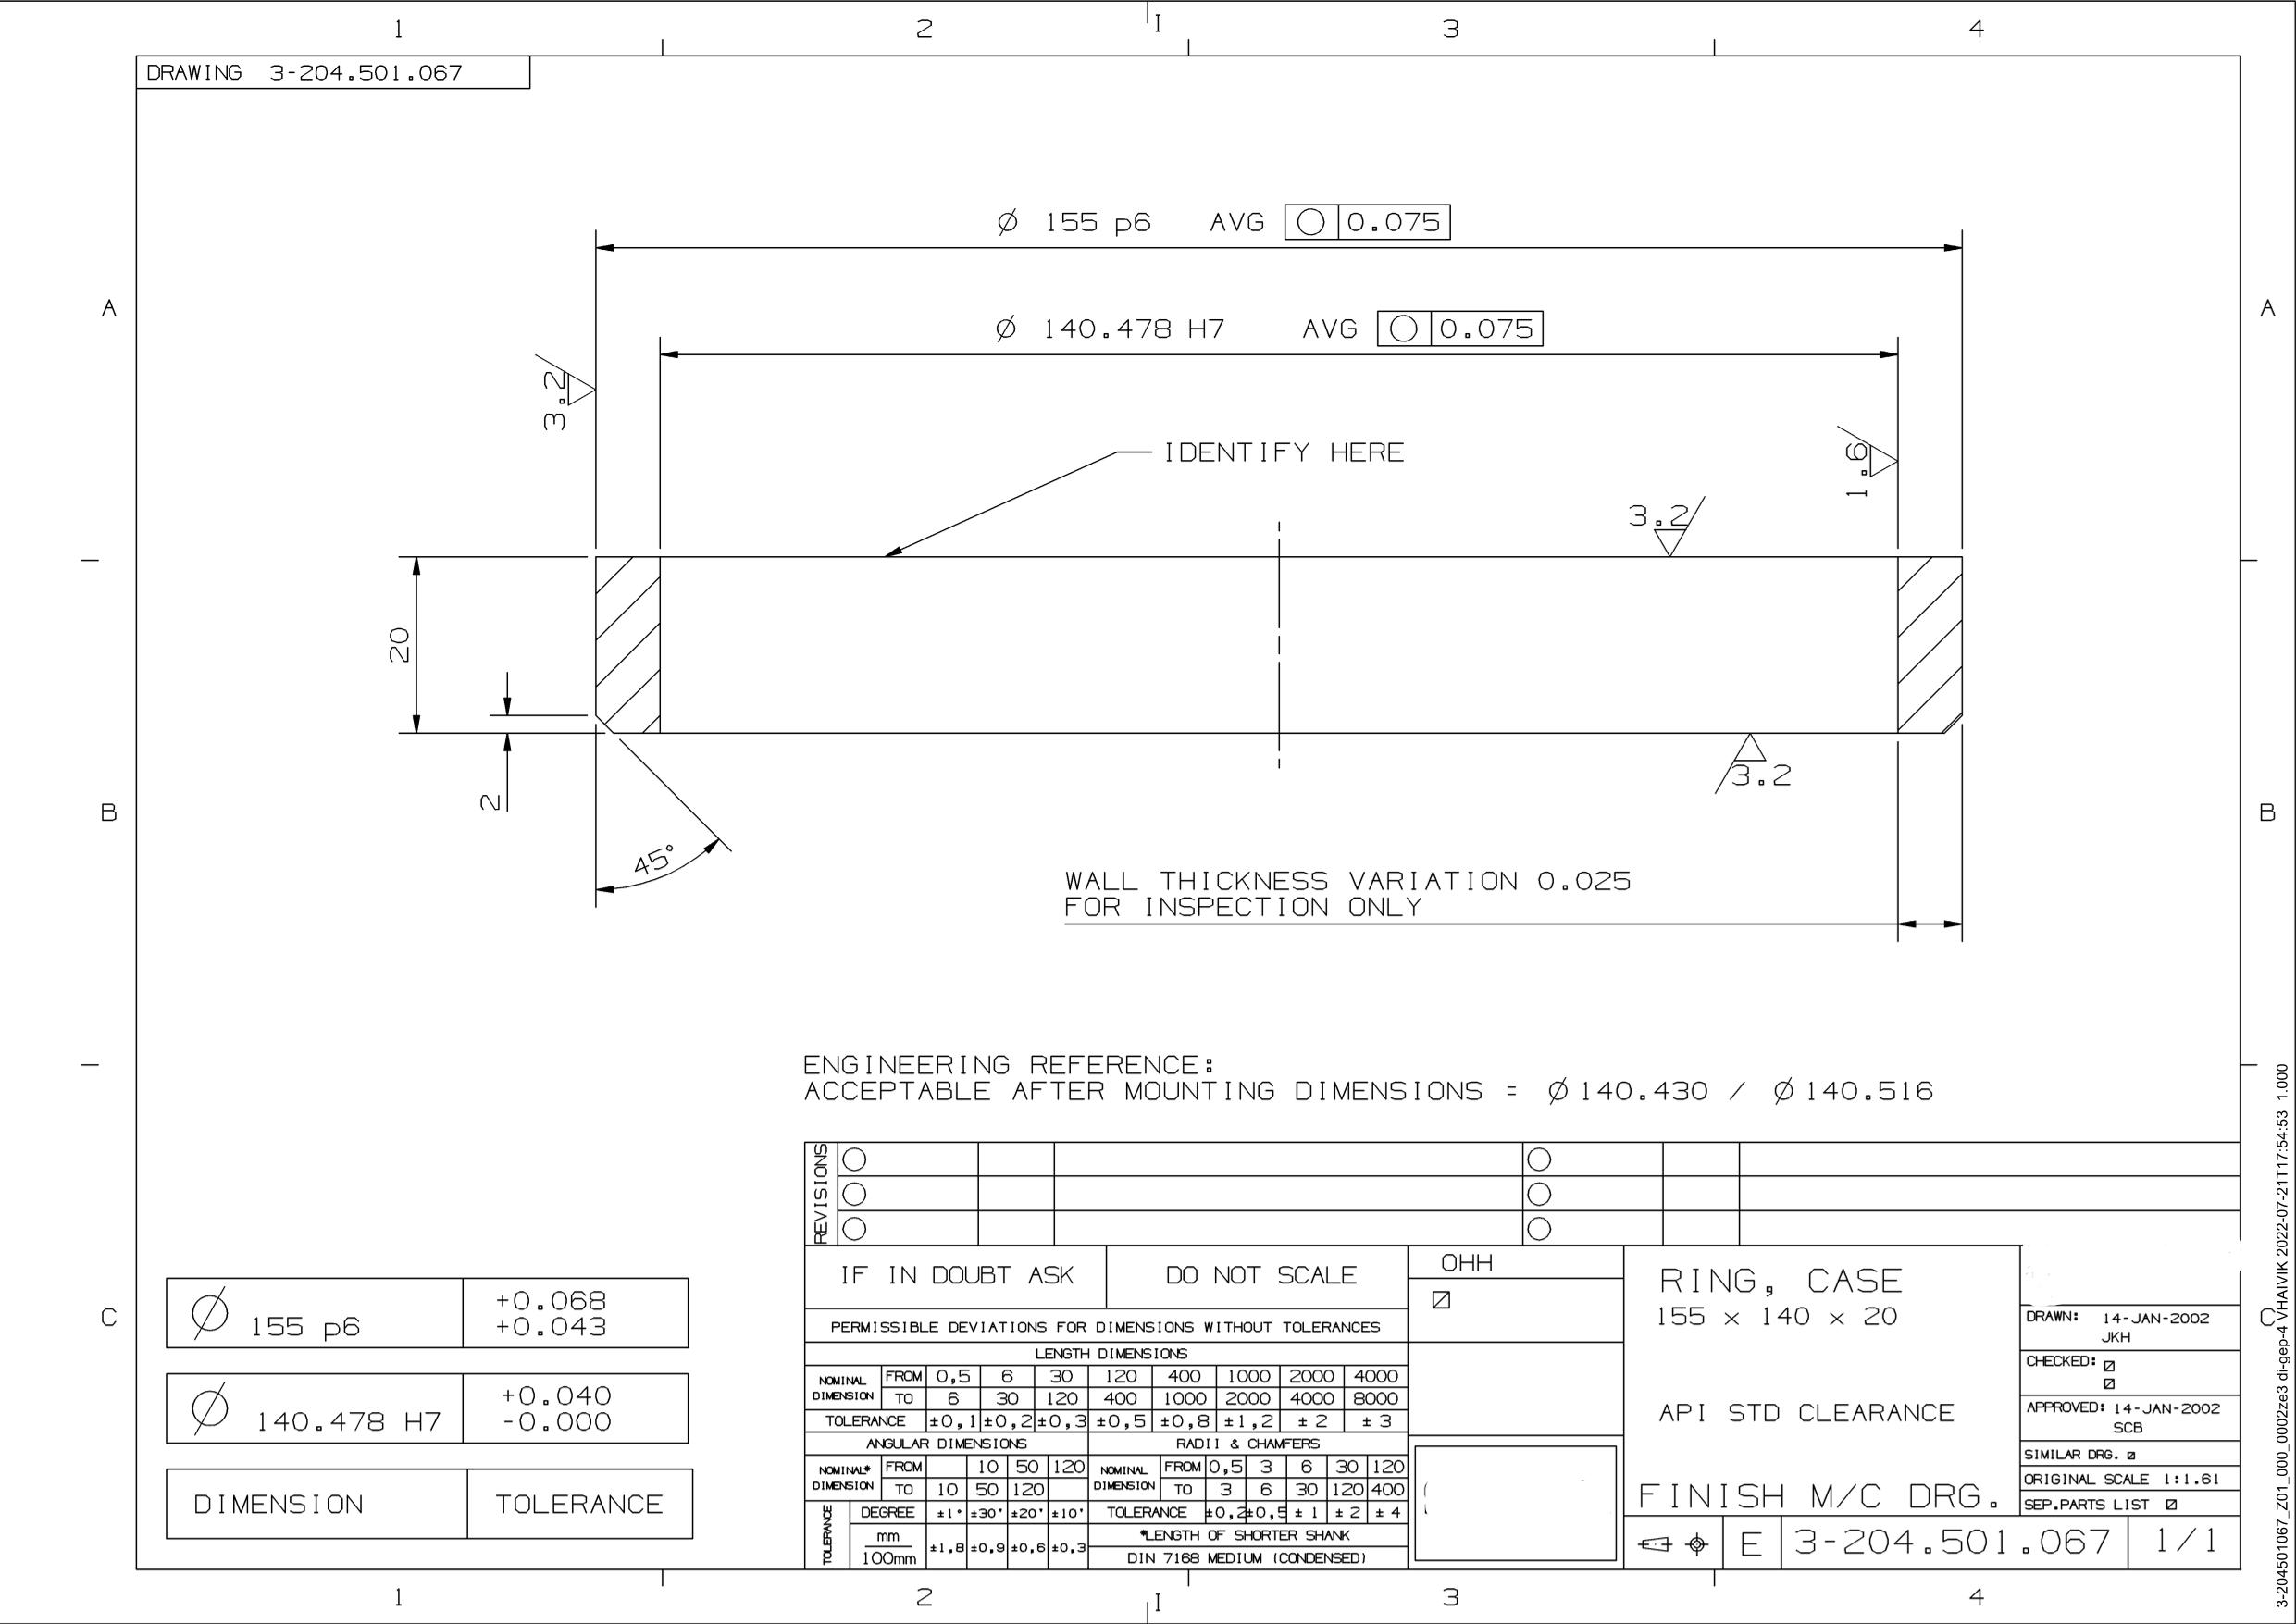 1 2 I 3 4
DRAWING 3-204.501.067
Ø 155 p6 AVG ◯ 0.075
A A
Ø 140.478 H7 AVG ◯ 0.075
3.2
IDENTIFY HERE
1.6
3.2
20
2
3.2
B B
45°
WALL THICKNESS VARIATION 0.025
FOR INSPECTION ONLY
ENGINEERING REFERENCE:
ACCEPTABLE AFTER MOUNTING DIMENSIONS = Ø 140.430 / Ø 140.516
REVISIONS
C C
Ø 155 p6 +0.068
+0.043
Ø 140.478 H7 +0.040
-0.000
DIMENSION TOLERANCE
IF IN DOUBT ASK DO NOT SCALE
PERMISSIBLE DEVIATIONS FOR DIMENSIONS WITHOUT TOLERANCES
LENGTH DIMENSIONS
NOMINAL DIMENSION FROM 0,5 6 30 120 400 1000 2000 4000
TO 6 30 120 400 1000 2000 4000 8000
TOLERANCE ±0,1 ±0,2 ±0,3 ±0,5 ±0,8 ±1,2 ±2 ±3
ANGULAR DIMENSIONS RADII & CHAMFERS
NOMINAL* DIMENSION FROM 10 50 120
TO 10 50 120
NOMINAL DIMENSION FROM 0,5 3 6 30 120
TO 3 6 30 120 400
TOLERANCE DEGREE ±1° ±30' ±20' ±10'
mm
100mm ±1,8 ±0,9 ±0,6 ±0,3
TOLERANCE ±0,2 ±0,5 ±1 ±2 ±4
*LENGTH OF SHORTER SHANK
DIN 7168 MEDIUM (CONDENSED)
OHH
RING, CASE
155 x 140 x 20
API STD CLEARANCE
FINISH M/C DRG.
DRAWN: 14-JAN-2002
JKH
CHECKED:
APPROVED: 14-JAN-2002
SCB
SIMILAR DRG.
ORIGINAL SCALE 1:1.61
SEP.PARTS LIST
E 3-204.501.067 1/1
1 2 I 3 4
3-204501067_Z01_000_0002ze3 di-gep-4 VHAIVIK 2022-07-21T17:54:53 1.000